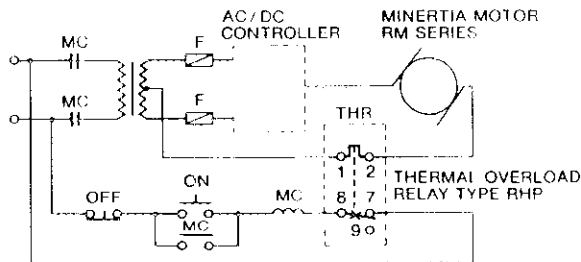 AC/DC
CONTROLLER
MINERTIA MOTOR
RM SERIES
MC
F
MC
F
THR
1 2
THERMAL OVERLOAD
RELAY TYPE RHP
OFF
ON
MC
MC
8 7
9